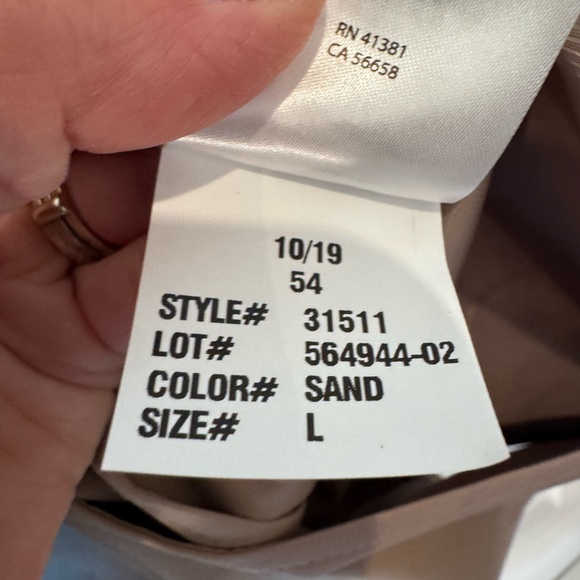 RN 41381
CA 56658
10/19
54
STYLE# 31511
LOT# 564944-02
COLOR# SAND
SIZE# L